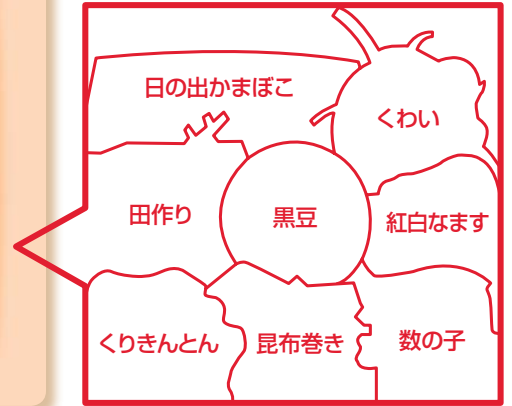 日の出かまぼこ
くわい
田作り
黒豆
紅白なます
くりきんとん
昆布巻き
数の子